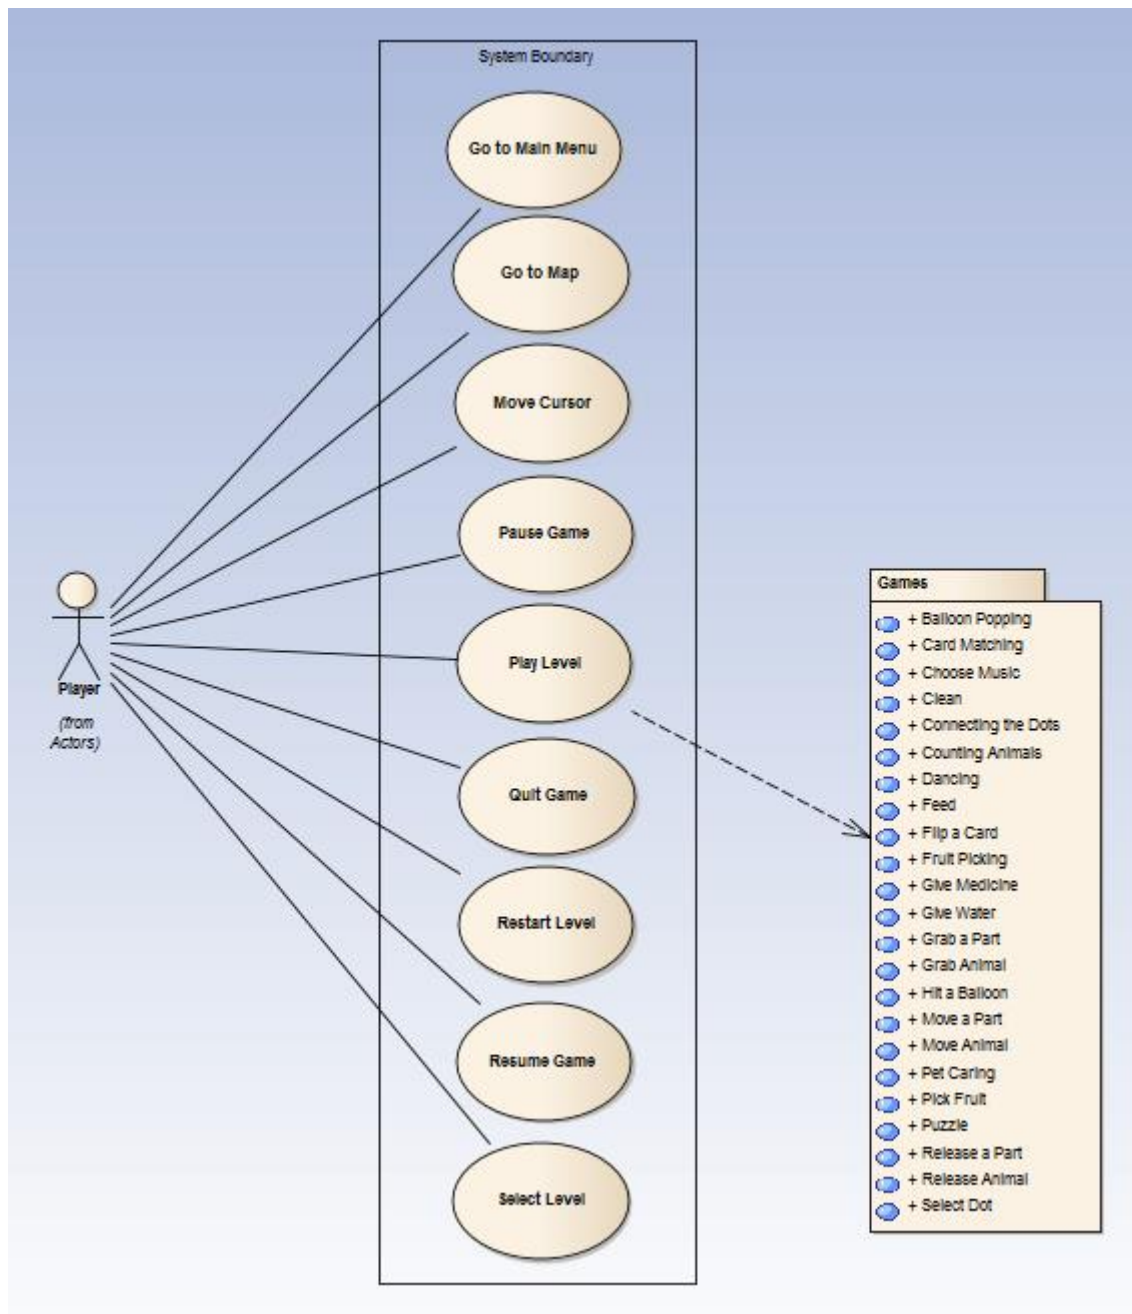 System Boundary
Go to Main Menu
Go to Map
Move Cursor
Pause Game
Play Level
Quit Game
Restart Level
Resume Game
Select Level
Player
(from
Actors)
Games
+ Balloon Popping
+ Card Matching
+ Choose Music
+ Clean
+ Connecting the Dots
+ Counting Animals
+ Dancing
+ Feed
+ Flip a Card
+ Fruit Picking
+ Give Medicine
+ Give Water
+ Grab a Part
+ Grab Animal
+ Hit a Balloon
+ Move a Part
+ Move Animal
+ Pet Caring
+ Pick Fruit
+ Puzzle
+ Release a Part
+ Release Animal
+ Select Dot